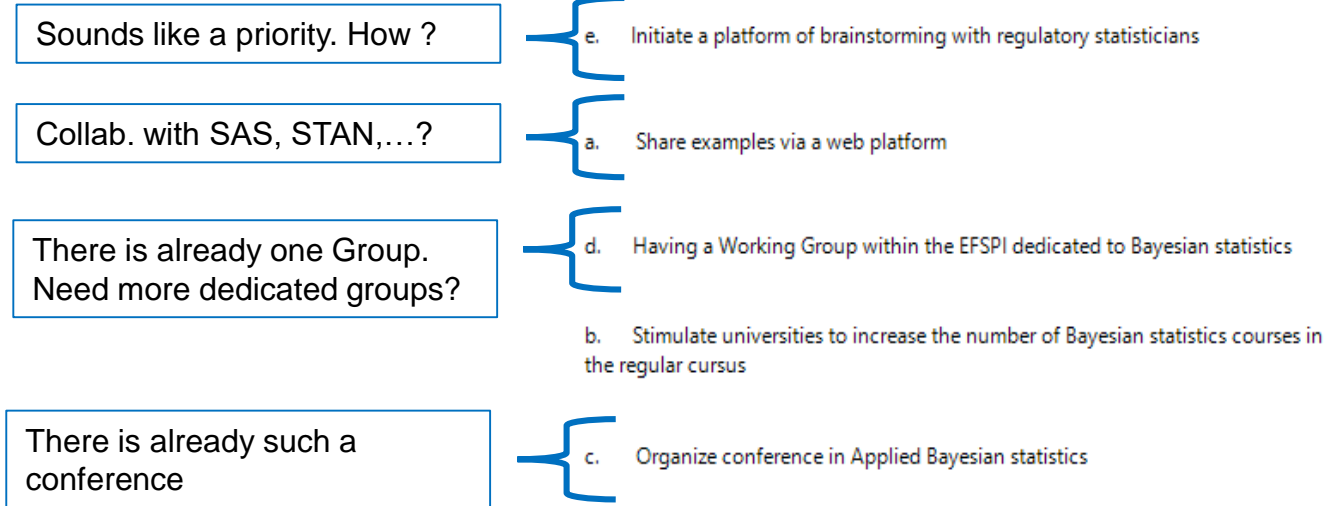 Sounds like a priority. How ?
e. Initiate a platform of brainstorming with regulatory statisticians
Collab. with SAS, STAN,…?
a. Share examples via a web platform
There is already one Group.
Need more dedicated groups?
d. Having a Working Group within the EFSPI dedicated to Bayesian statistics
b. Stimulate universities to increase the number of Bayesian statistics courses in
the regular cursus
There is already such a
conference
c. Organize conference in Applied Bayesian statistics